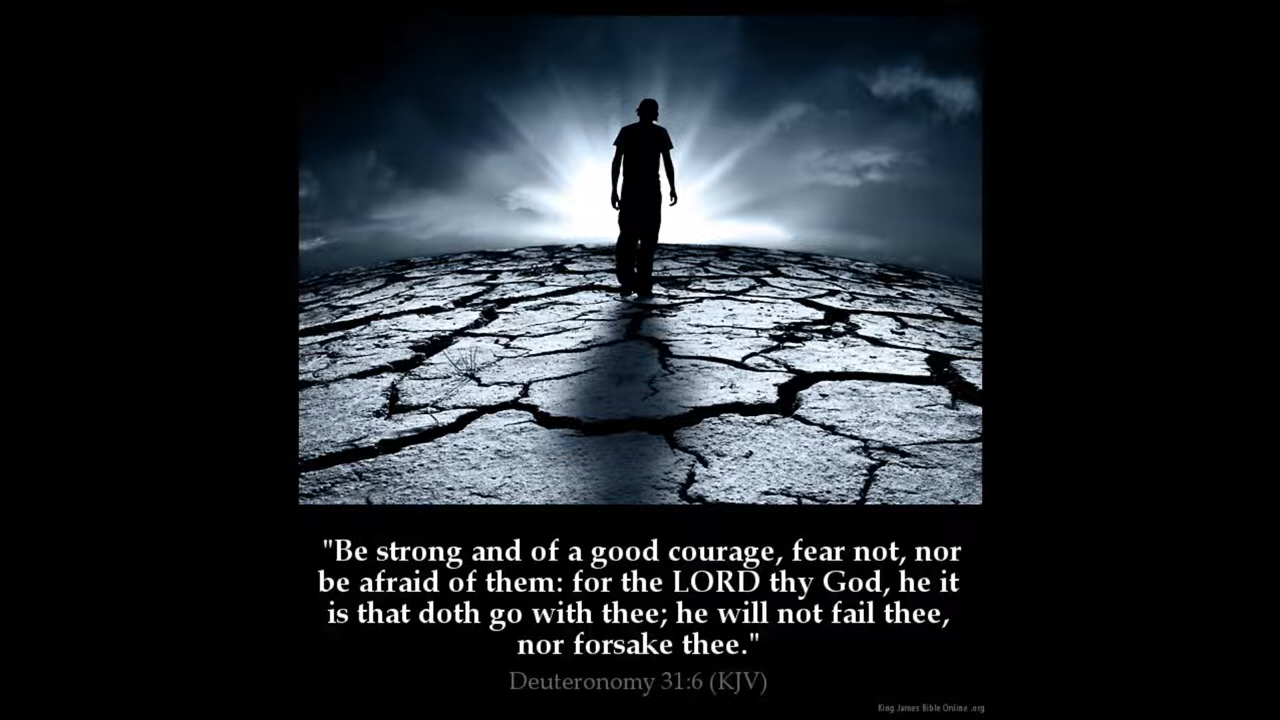 "Be strong and of a good courage, fear not, nor
be afraid of them: for the LORD thy God, he it
is that doth go with thee; he will not fail thee,
nor forsake thee."
Deuteronomy 31:6 (KJV)
King James Bible Online .org